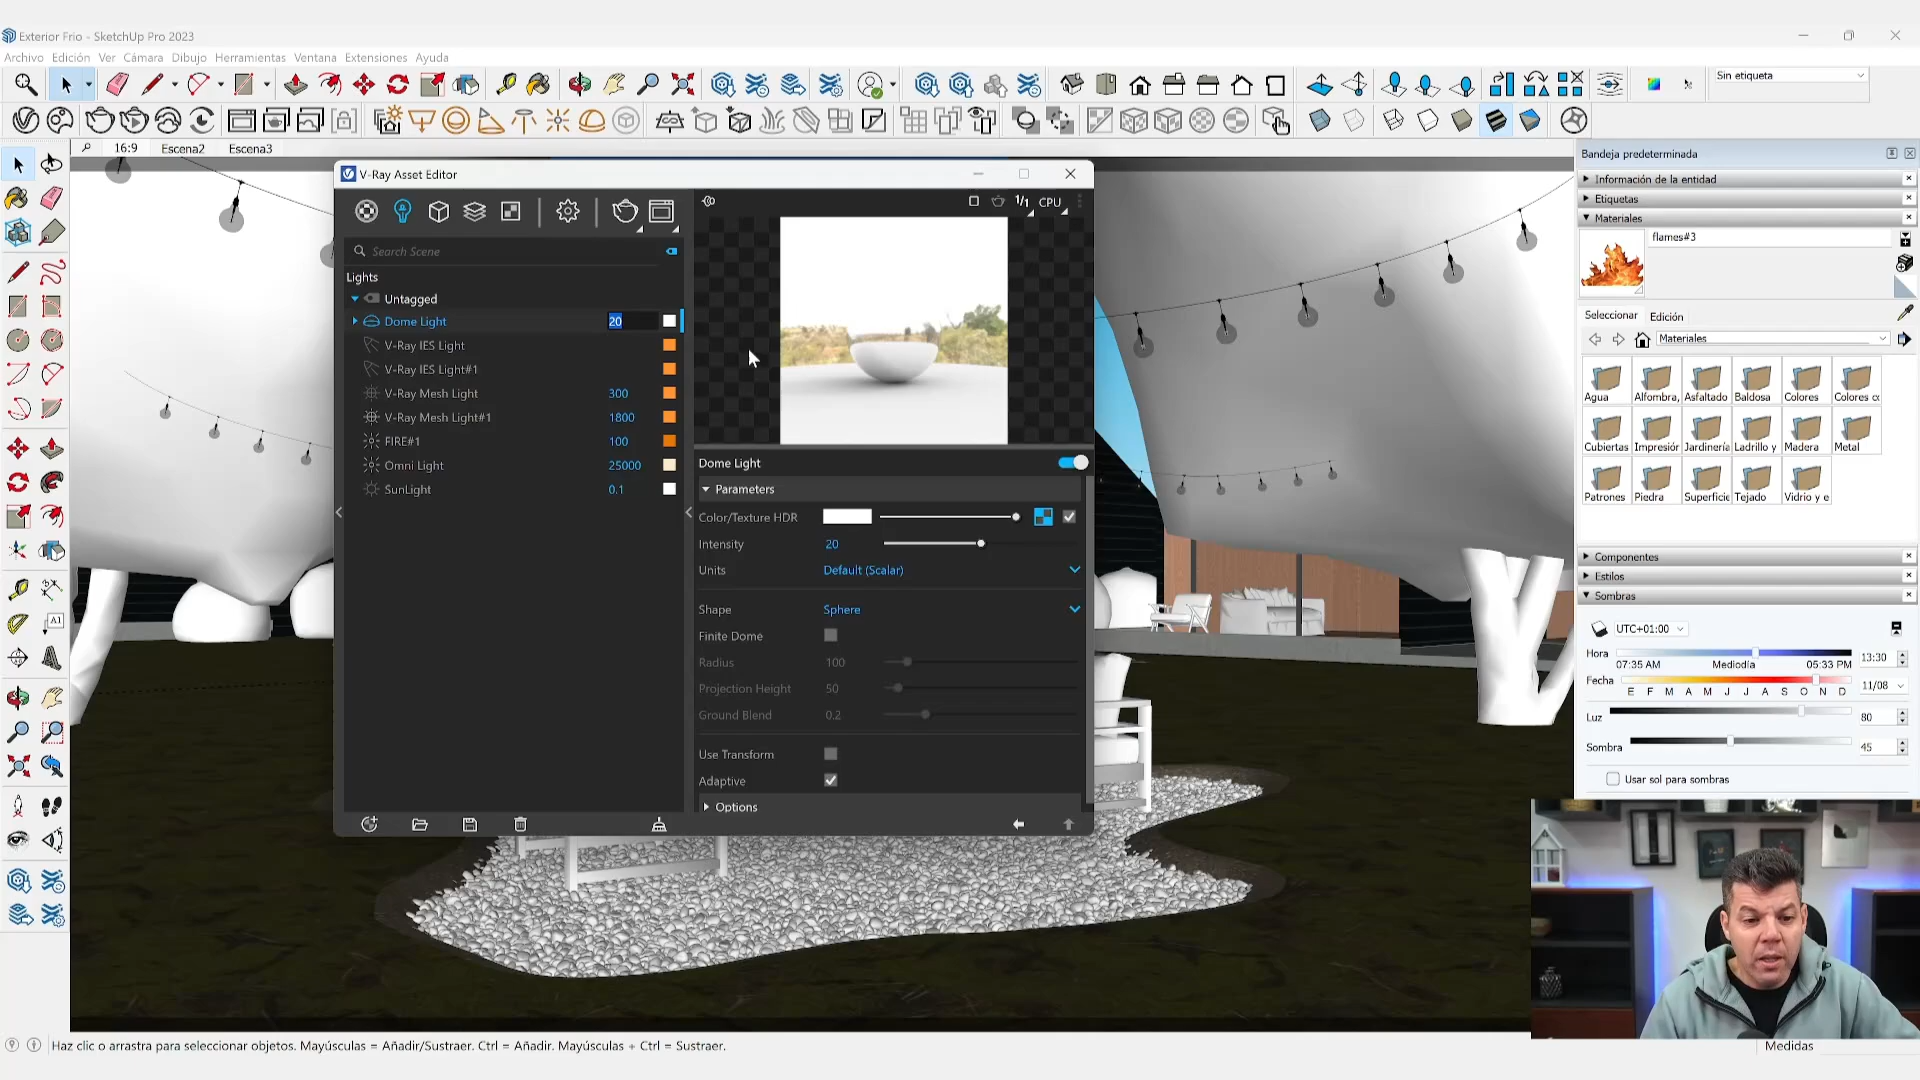 Exterior Frio - SketchUp Pro 2023
Archivo Edición Ver Cámara Dibujo Herramientas Ventana Extensiones Ayuda
Sin etiqueta
16:9 Escena2 Escena3
V-Ray Asset Editor
1/1 CPU
Search Scene
Lights
Untagged
Dome Light 20
V-Ray IES Light
V-Ray IES Light#1
V-Ray Mesh Light 300
V-Ray Mesh Light#1 1800
FIRE#1 100
Omni Light 25000
SunLight 0.1
Dome Light
Parameters
Color/Texture HDR
Intensity 20
Units Default (Scalar)
Shape Sphere
Finite Dome
Radius 100
Projection Height 50
Ground Blend 0.2
Use Transform
Adaptive
Options
Bandeja predeterminada
Información de la entidad
Etiquetas
Materiales
flames#3
Seleccionar Edición
Materiales
Agua Alfombra, Asfaltado Baldosa Colores Colores co
Cubiertas Impresiór Jardinería Ladrillo y Madera Metal
Patrones Piedra Superficie Tejado Vidrio y e
Componentes
Estilos
Sombras
UTC+01:00
Hora 13:30
07:35 AM Mediodía 05:33 PM
Fecha 11/08
E F M A M J J A S O N D
Luz 80
Sombra 45
Usar sol para sombras
Haz clic o arrastra para seleccionar objetos. Mayúsculas = Añadir/Sustraer. Ctrl = Añadir. Mayúsculas + Ctrl = Sustraer.
Medidas